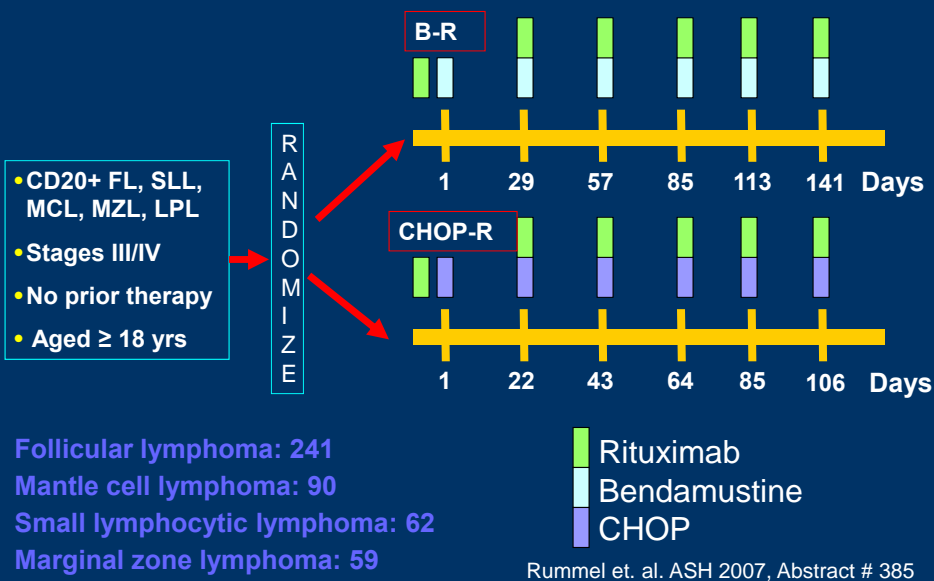 B-R
1 29 57 85 113 141 Days
•CD20+ FL, SLL,
MCL, MZL, LPL
•Stages III/IV
•No prior therapy
• Aged ≥ 18 yrs
R
A
N
D
O
M
I
Z
E
CHOP-R
1 22 43 64 85 106 Days
Follicular lymphoma: 241
Mantle cell lymphoma: 90
Small lymphocytic lymphoma: 62
Marginal zone lymphoma: 59
Rituximab
Bendamustine
CHOP
Rummel et. al. ASH 2007, Abstract # 385